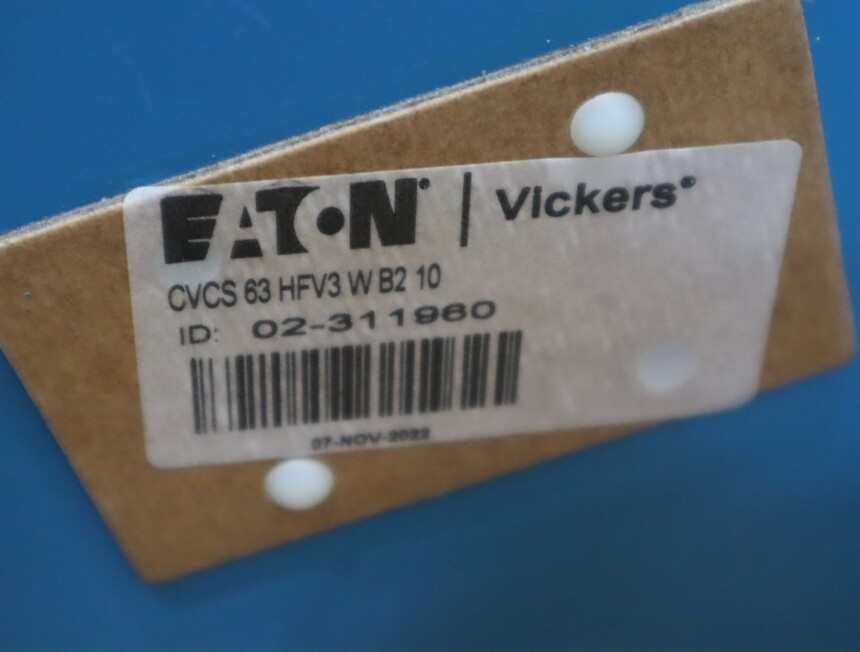 EATON® | Vickers®
CVCS 63 HFV3 W B2 10
ID: 02-311960
07-NOV-2022